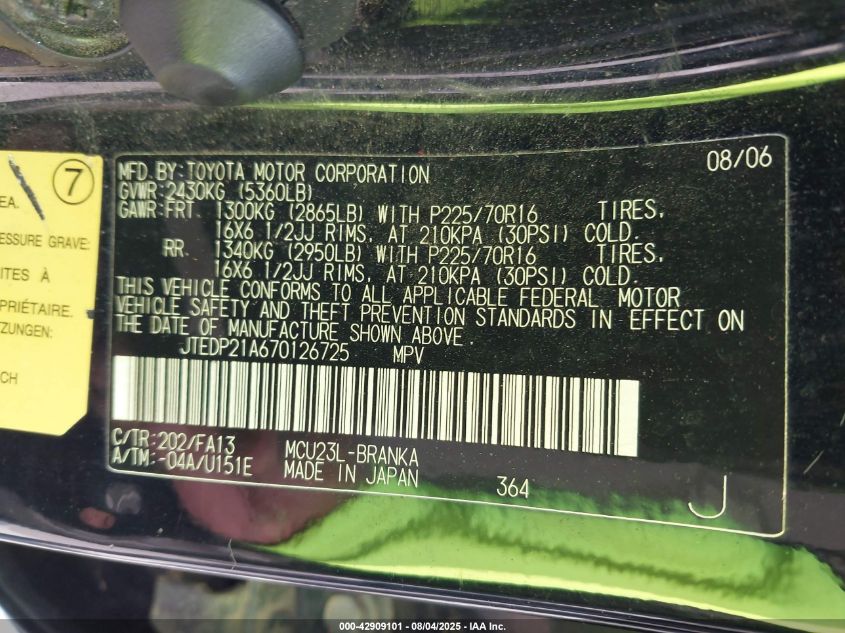 7
EA.
ESSURE GRAVE:
ITES À
OPRIÉTAIRE.
TZUNGEN:
CH
08/06
MFD. BY: TOYOTA MOTOR CORPORATION
GVWR: 2430KG (5360LB)
GAWR: FRT. 1300KG (2865LB) WITH P225/70R16 TIRES,
16X6 1/2JJ RIMS, AT 210KPA (30PSI) COLD.
RR. 1340KG (2950LB) WITH P225/70R16 TIRES,
16X6 1/2JJ RIMS, AT 210KPA (30PSI) COLD.
THIS VEHICLE CONFORMS TO ALL APPLICABLE FEDERAL MOTOR
VEHICLE SAFETY AND THEFT PREVENTION STANDARDS IN EFFECT ON
THE DATE OF MANUFACTURE SHOWN ABOVE.
JTEDP21A670126725 MPV
C/TR: 202/FA13 MCU23L-BRANKA
A/TM: -04A/U151E MADE IN JAPAN 364 J
000-42909101 - 08/04/2025 - IAA Inc.